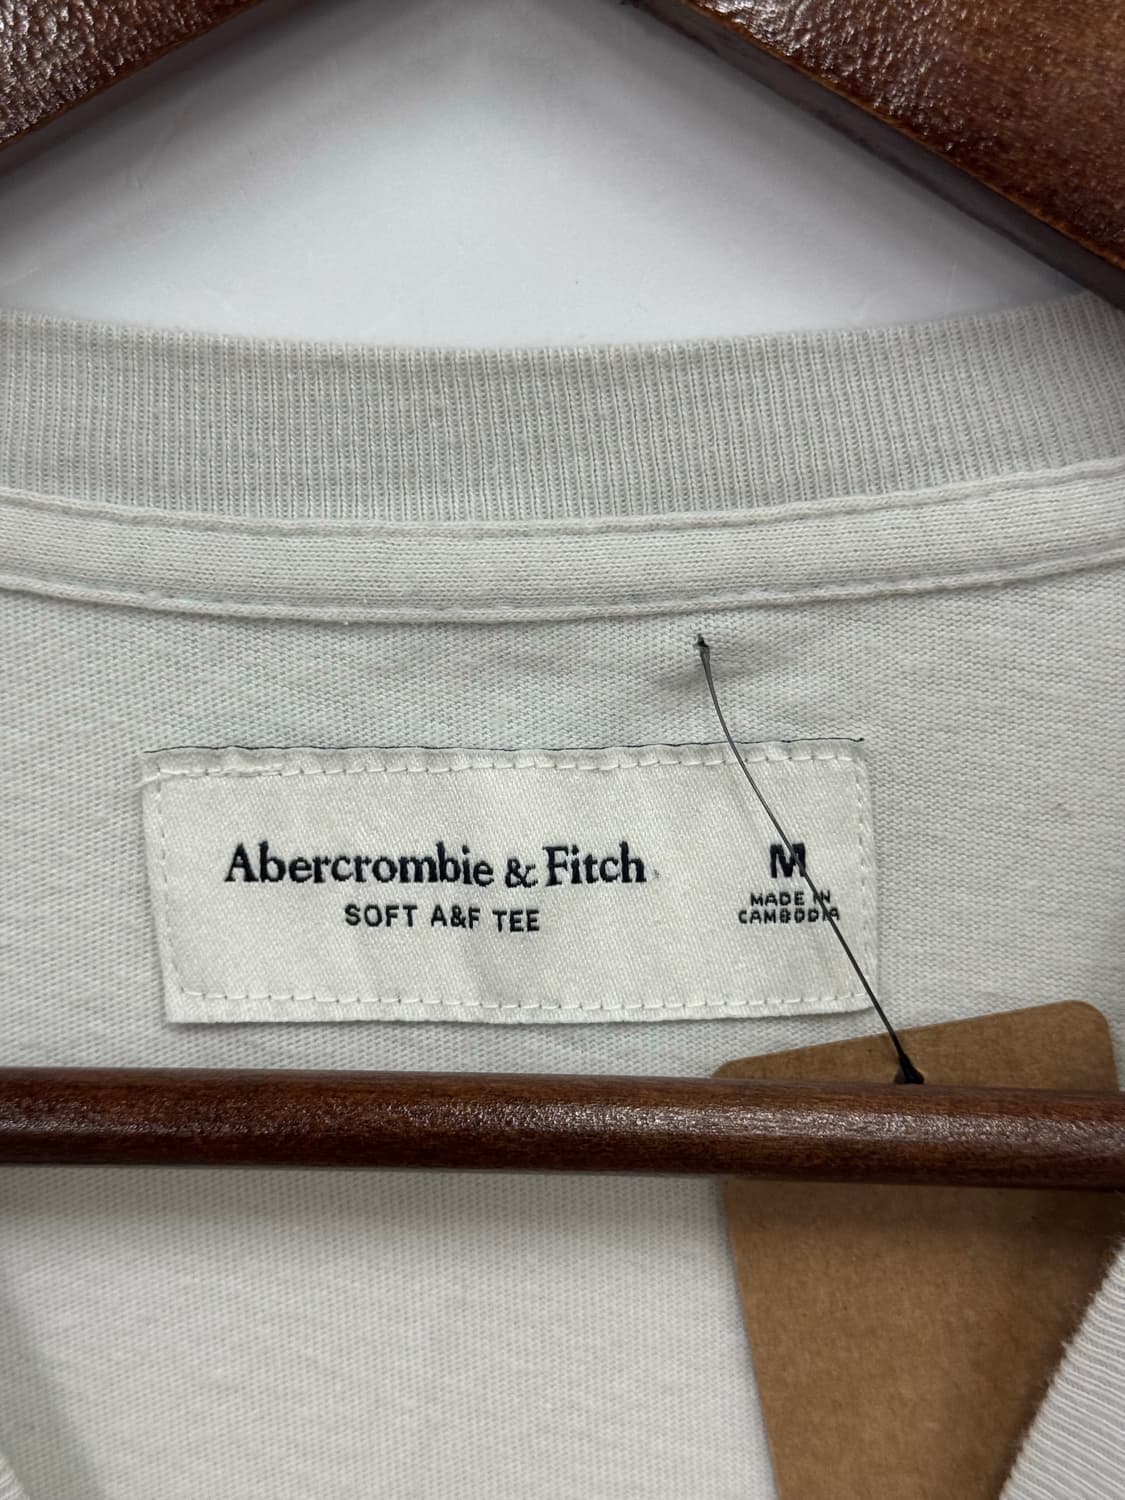 Abercrombie & Fitch
SOFT A&F TEE
M
MADE IN
CAMBODIA